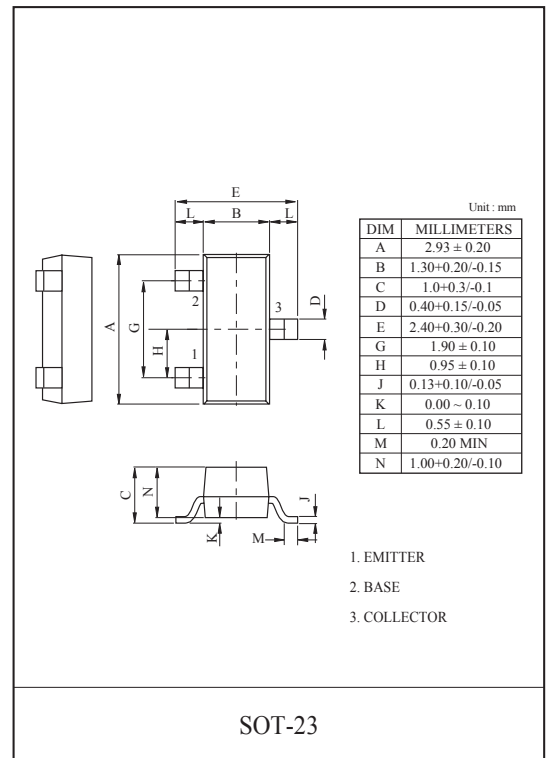 E
L B L
2
3
1
A
G
H
D
C
N
K
M
J
Unit : mm
DIM MILLIMETERS
A 2.93 ± 0.20
B 1.30+0.20/-0.15
C 1.0+0.3/-0.1
D 0.40+0.15/-0.05
E 2.40+0.30/-0.20
G 1.90 ± 0.10
H 0.95 ± 0.10
J 0.13+0.10/-0.05
K 0.00 ~ 0.10
L 0.55 ± 0.10
M 0.20 MIN
N 1.00+0.20/-0.10
1. EMITTER
2. BASE
3. COLLECTOR
SOT-23